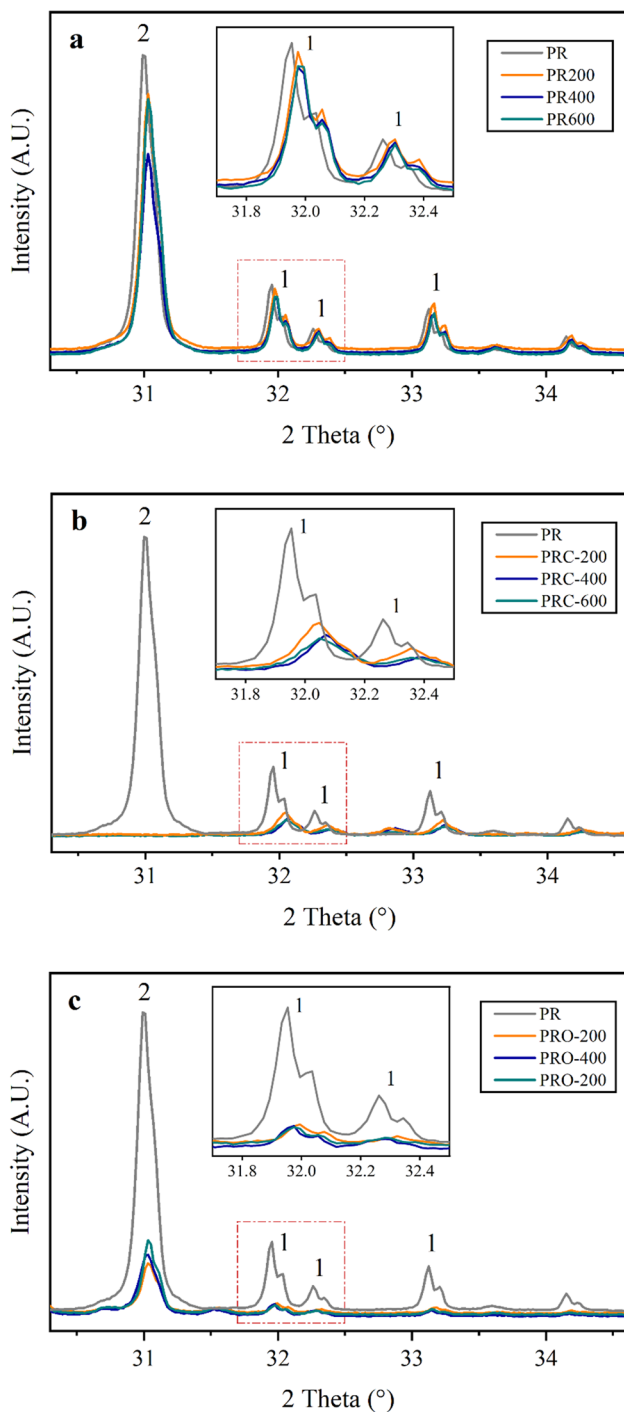 a
2
1
1
PR
PR200
PR400
PR600
31.8 32.0 32.2 32.4
1
1
1
Intensity (A.U.)
31 32 33 34
2 Theta (°)
b
2
1
1
PR
PRC-200
PRC-400
PRC-600
31.8 32.0 32.2 32.4
1
1
1
Intensity (A.U.)
31 32 33 34
2 Theta (°)
c
2
1
1
PR
PRO-200
PRO-400
PRO-200
31.8 32.0 32.2 32.4
1
1
1
Intensity (A.U.)
31 32 33 34
2 Theta (°)